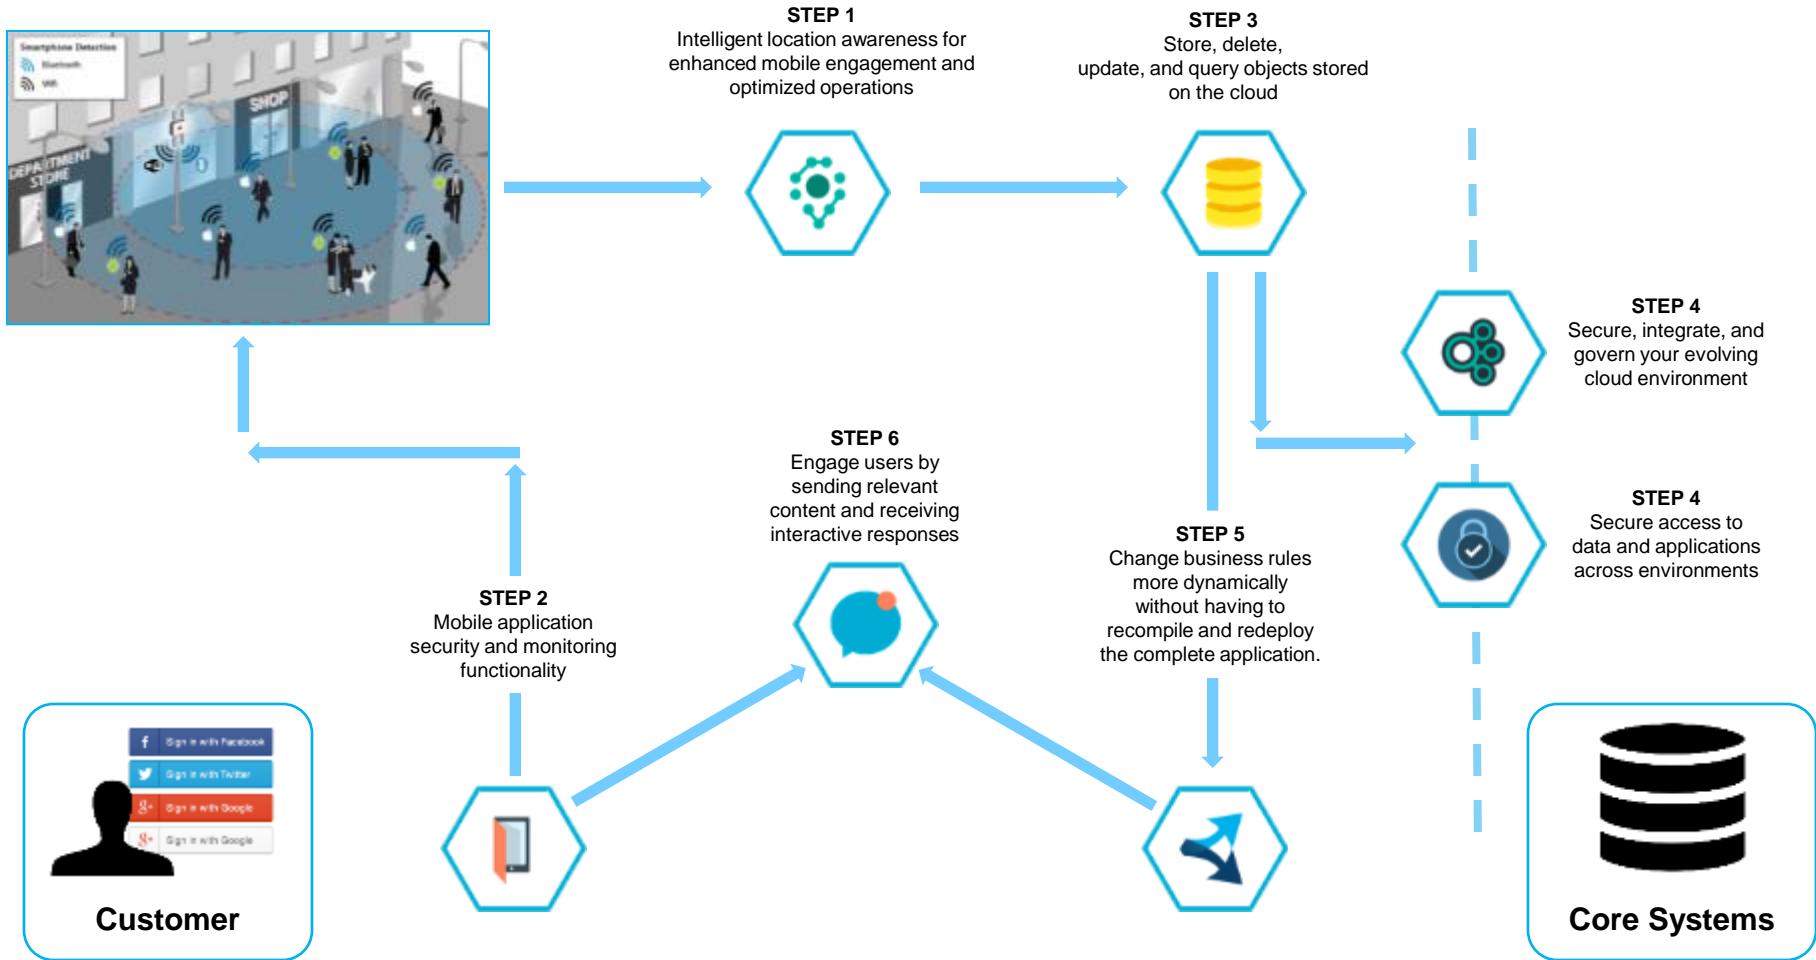 Smartphone Detection
Bluetooth
Wifi
DEPARTMENT
STORE
SHOP
STEP 1
Intelligent location awareness for
enhanced mobile engagement and
optimized operations
STEP 3
Store, delete,
update, and query objects stored
on the cloud
STEP 4
Secure, integrate, and
govern your evolving
cloud environment
STEP 6
Engage users by
sending relevant
content and receiving
interactive responses
STEP 4
Secure access to
data and applications
across environments
STEP 5
Change business rules
more dynamically
without having to
recompile and redeploy
the complete application.
STEP 2
Mobile application
security and monitoring
functionality
f Sign in with Facebook
Sign in with Twitter
g+ Sign in with Google
g+ Sign in with Google
Customer
Core Systems